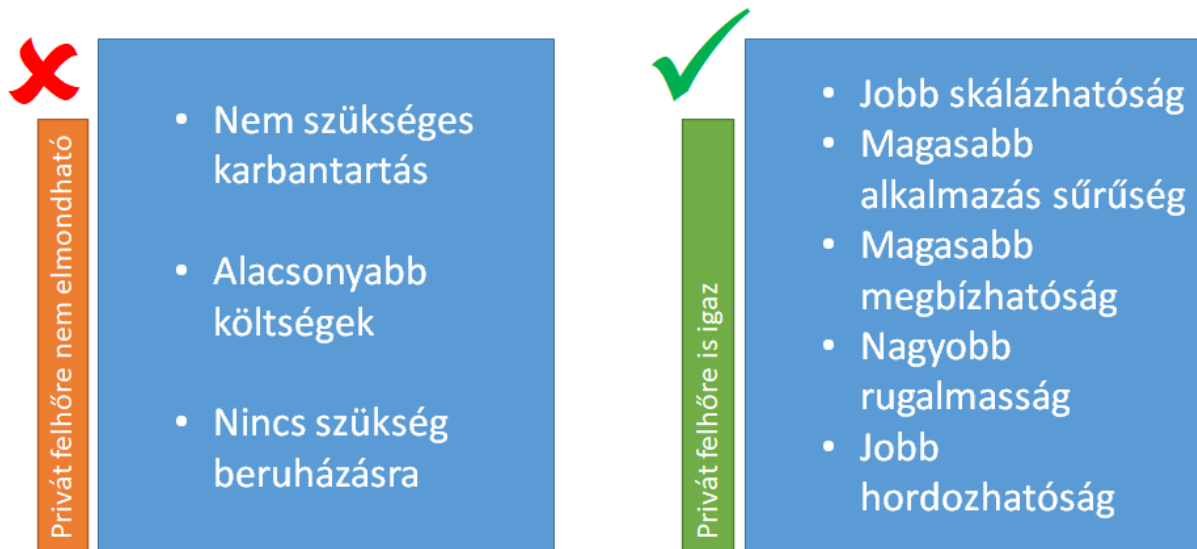 Privát felhőre nem elmondható
• Nem szükséges
karbantartás
• Alacsonyabb
költségek
• Nincs szükség
beruházásra
Privát felhőre is igaz
• Jobb skálázhatóság
• Magasabb
alkalmazás sűrűség
• Magasabb
megbízhatóság
• Nagyobb
rugalmasság
• Jobb
hordozhatóság